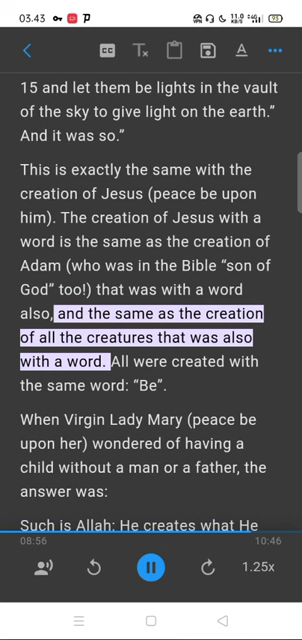 03.43
11.0
KB/S
4G
93
CC
T
A
15 and let them be lights in the vault
of the sky to give light on the earth.”
And it was so.”
This is exactly the same with the
creation of Jesus (peace be upon
him). The creation of Jesus with a
word is the same as the creation of
Adam (who was in the Bible “son of
God” too!) that was with a word
also, and the same as the creation
of all the creatures that was also
with a word. All were created with
the same word: “Be”.
When Virgin Lady Mary (peace be
upon her) wondered of having a
child without a man or a father, the
answer was:
Such is Allah: He creates what He
08:56
10:46
1.25x